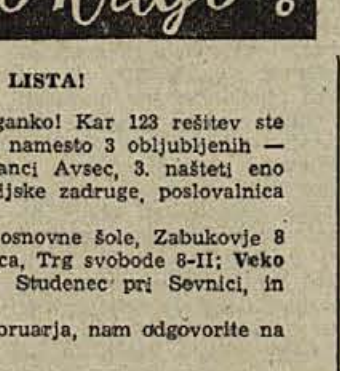 LISTA!
ganko! Kar 123 rešitev ste
namesto 3 obljubljenih —
anci Avsec, 3. našteti eno
ijske zadruge, poslovalnica
osnovne šole, Zabukovje 8
ca, Trg svobode 8-II; Veko
Studenec pri Sevnici, in
bruarja, nam odgovorite na